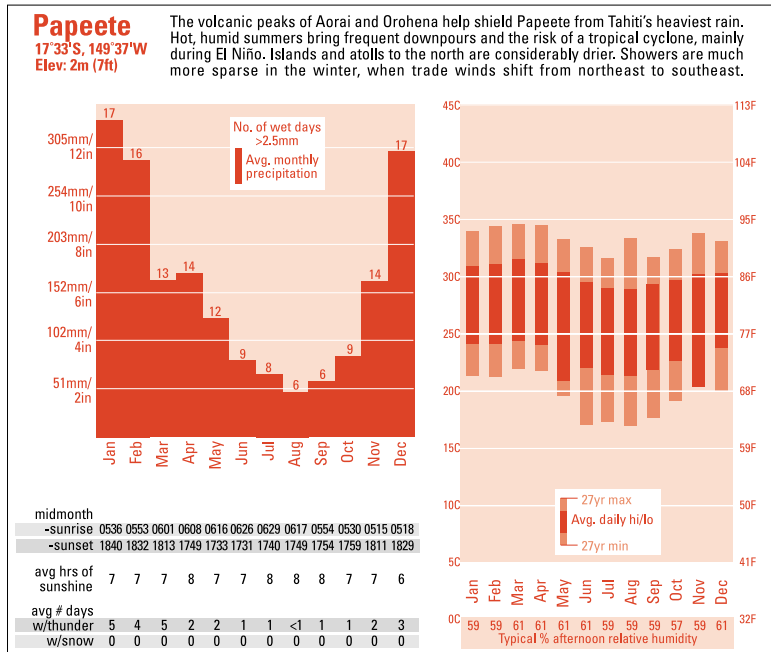 Papeete
17°33'S, 149°37'W
Elev: 2m (7ft)
The volcanic peaks of Aorai and Orohena help shield Papeete from Tahiti's heaviest rain.
Hot, humid summers bring frequent downpours and the risk of a tropical cyclone, mainly
during El Niño. Islands and atolls to the north are considerably drier. Showers are much
more sparse in the winter, when trade winds shift from northeast to southeast.
305mm/
12in
254mm/
10in
203mm/
8in
152mm/
6in
102mm/
4in
51mm/
2in
No. of wet days
>2.5mm
Avg. monthly
precipitation
17 16 13 14 12 9 8 6 6 9 14 17
Jan Feb Mar Apr May Jun Jul Aug Sep Oct Nov Dec
midmonth
-sunrise 0536 0553 0601 0608 0616 0626 0629 0617 0554 0530 0515 0518
-sunset 1840 1832 1813 1749 1733 1731 1740 1749 1754 1759 1811 1829
avg hrs of
sunshine 7 7 7 8 7 7 8 8 8 7 7 6
avg # days
w/thunder 5 4 5 2 2 1 1 <1 1 1 2 3
w/snow 0 0 0 0 0 0 0 0 0 0 0 0
45C 113F
40C 104F
35C 95F
30C 86F
25C 77F
20C 68F
15C 59F
10C 50F
5C 41F
0C 32F
27yr max
Avg. daily hi/lo
27yr min
Jan Feb Mar Apr May Jun Jul Aug Sep Oct Nov Dec
59 59 61 61 61 61 59 59 59 57 59 61
Typical % afternoon relative humidity